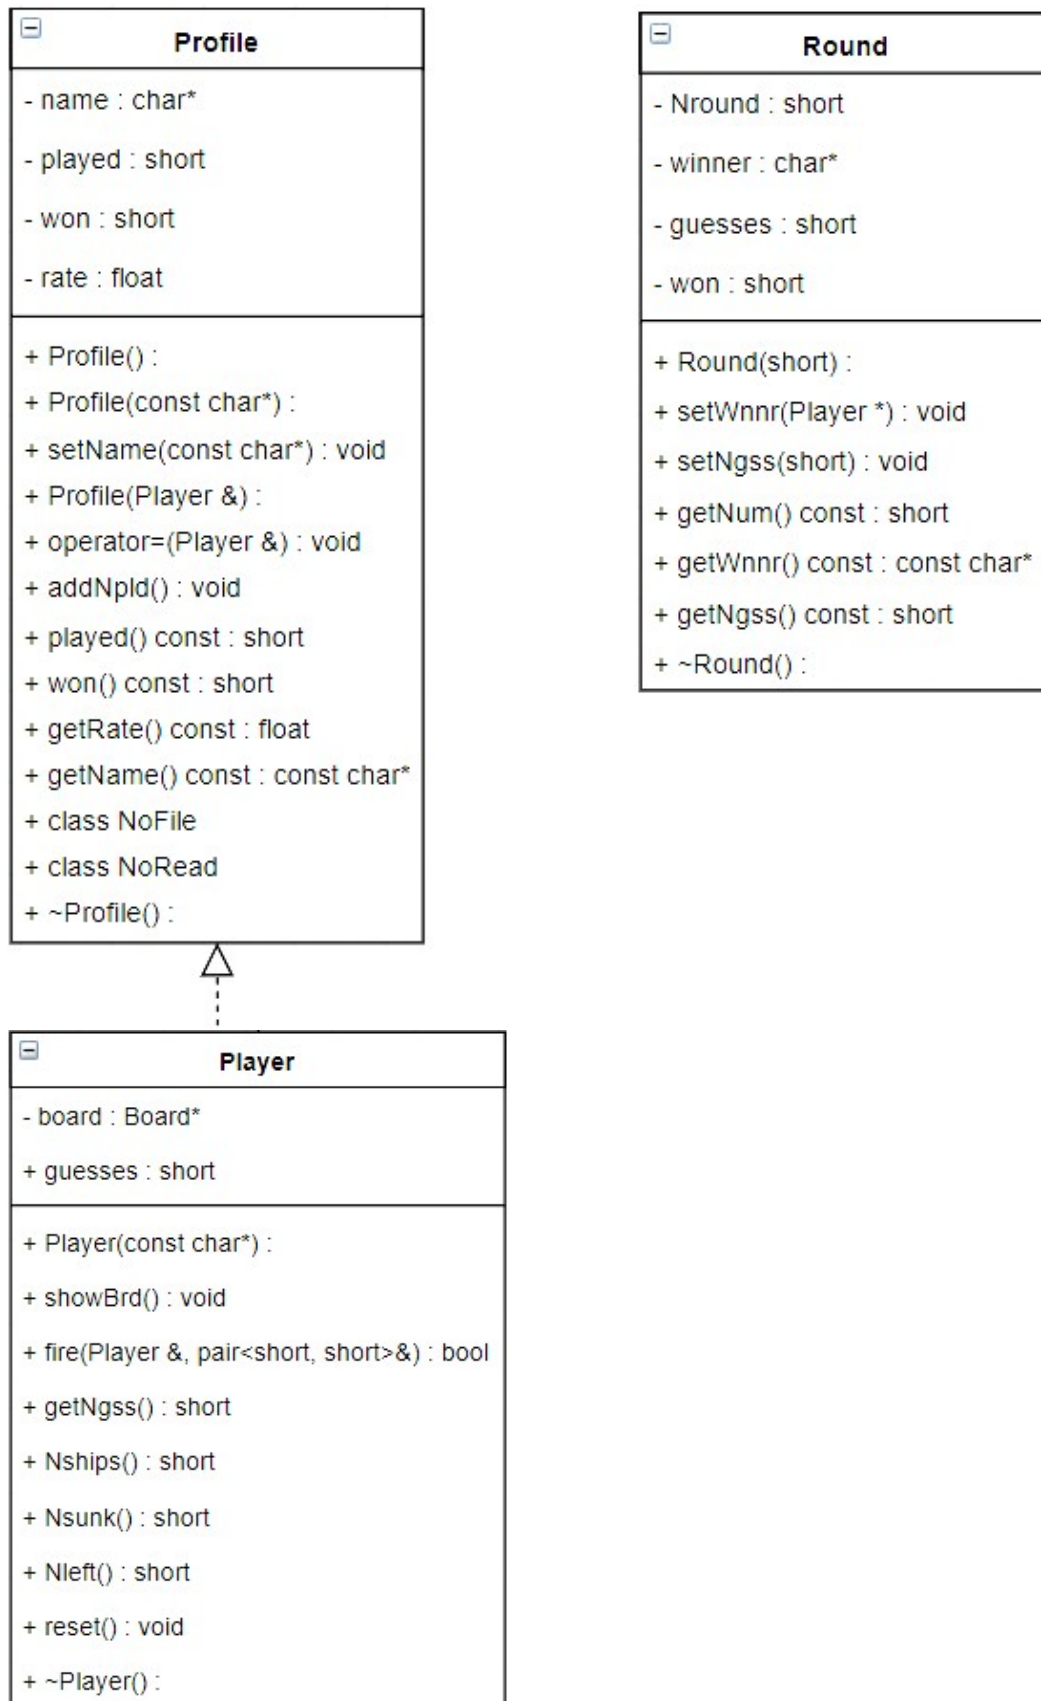 Profile
- name : char*
- played : short
- won : short
- rate : float
+ Profile() :
+ Profile(const char*) :
+ setName(const char*) : void
+ Profile(Player &) :
+ operator=(Player &) : void
+ addNpld() : void
+ played() const : short
+ won() const : short
+ getRate() const : float
+ getName() const : const char*
+ class NoFile
+ class NoRead
+ ~Profile() :
Round
- Nround : short
- winner : char*
- guesses : short
- won : short
+ Round(short) :
+ setWnnr(Player *) : void
+ setNgss(short) : void
+ getNum() const : short
+ getWnnr() const : const char*
+ getNgss() const : short
+ ~Round() :
Player
- board : Board*
+ guesses : short
+ Player(const char*) :
+ showBrd() : void
+ fire(Player &, pair<short, short>&) : bool
+ getNgss() : short
+ Nships() : short
+ Nsunk() : short
+ Nleft() : short
+ reset() : void
+ ~Player() :